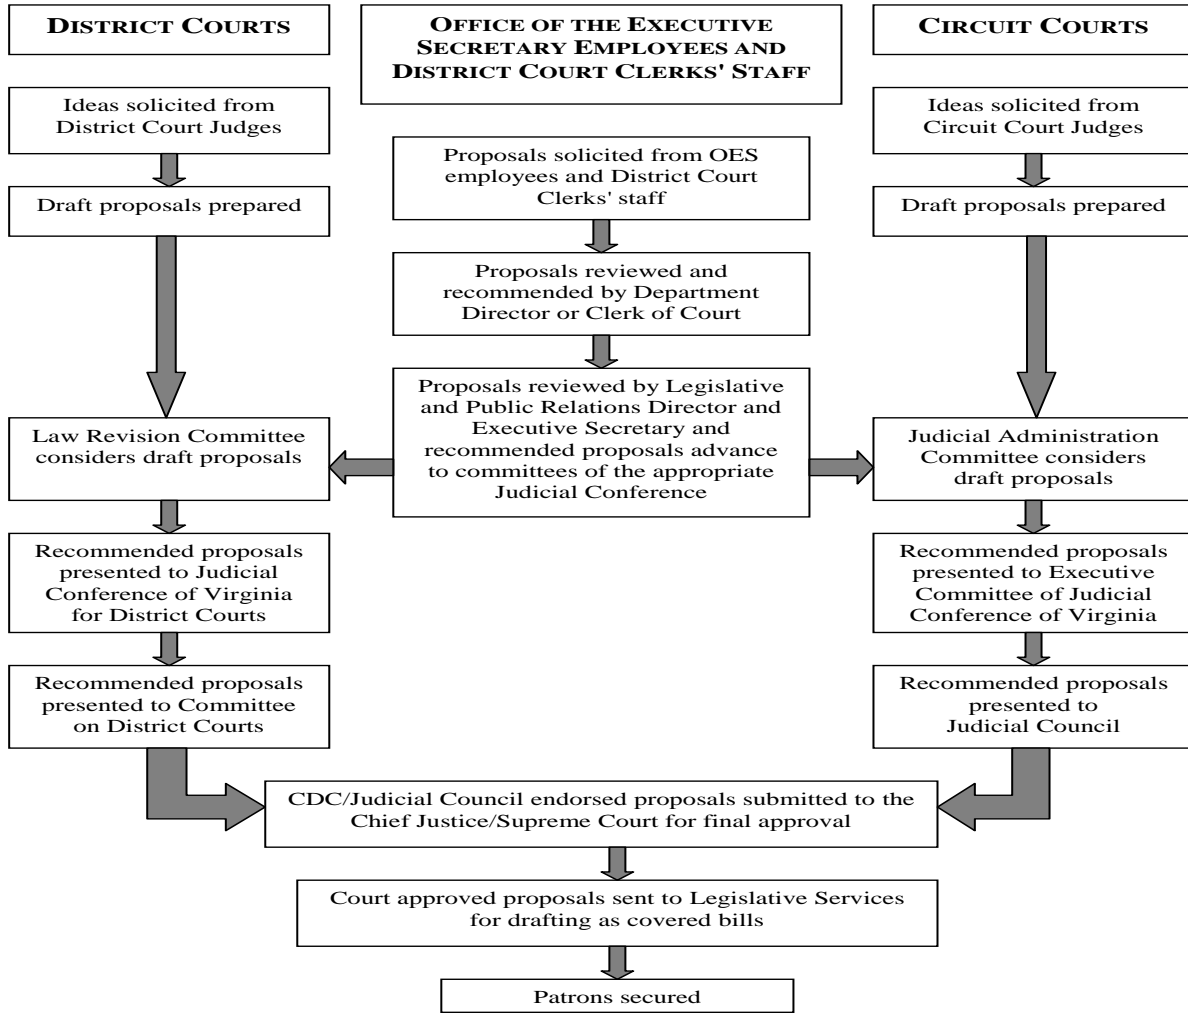 DISTRICT COURTS
OFFICE OF THE EXECUTIVE
SECRETARY EMPLOYEES AND
DISTRICT COURT CLERKS' STAFF
CIRCUIT COURTS
Ideas solicited from
District Court Judges
Draft proposals prepared
Proposals solicited from OES
employees and District Court
Clerks' staff
Proposals reviewed and
recommended by Department
Director or Clerk of Court
Proposals reviewed by Legislative
and Public Relations Director and
Executive Secretary and
recommended proposals advance
to committees of the appropriate
Judicial Conference
Ideas solicited from
Circuit Court Judges
Draft proposals prepared
Law Revision Committee
considers draft proposals
Judicial Administration
Committee considers
draft proposals
Recommended proposals
presented to Judicial
Conference of Virginia
for District Courts
Recommended proposals
presented to Executive
Committee of Judicial
Conference of Virginia
Recommended proposals
presented to Committee
on District Courts
Recommended proposals
presented to
Judicial Council
CDC/Judicial Council endorsed proposals submitted to the
Chief Justice/Supreme Court for final approval
Court approved proposals sent to Legislative Services
for drafting as covered bills
Patrons secured